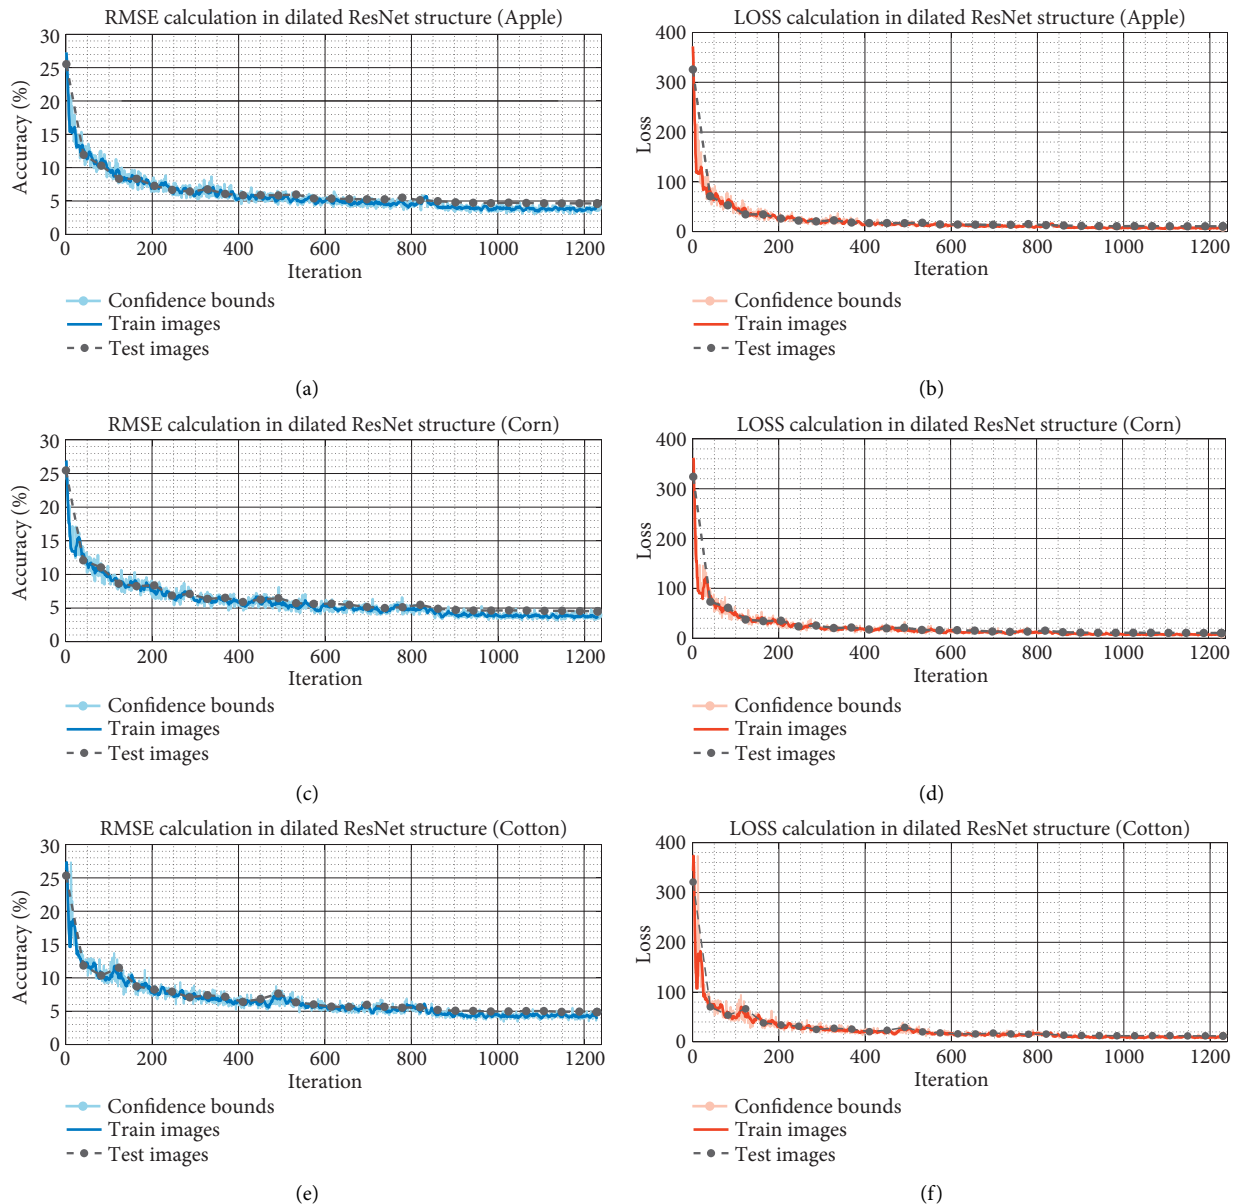 RMSE calculation in dilated ResNet structure (Apple)
30
25
20
15
10
5
0
Accuracy (%)
0 200 400 600 800 1000 1200
Iteration
Confidence bounds
Train images
Test images
(a)
LOSS calculation in dilated ResNet structure (Apple)
400
300
200
100
0
Loss
0 200 400 600 800 1000 1200
Iteration
Confidence bounds
Train images
Test images
(b)
RMSE calculation in dilated ResNet structure (Corn)
30
25
20
15
10
5
0
Accuracy (%)
0 200 400 600 800 1000 1200
Iteration
Confidence bounds
Train images
Test images
(c)
LOSS calculation in dilated ResNet structure (Corn)
400
300
200
100
0
Loss
0 200 400 600 800 1000 1200
Iteration
Confidence bounds
Train images
Test images
(d)
RMSE calculation in dilated ResNet structure (Cotton)
30
25
20
15
10
5
0
Accuracy (%)
0 200 400 600 800 1000 1200
Iteration
Confidence bounds
Train images
Test images
(e)
LOSS calculation in dilated ResNet structure (Cotton)
400
300
200
100
0
Loss
0 200 400 600 800 1000 1200
Iteration
Confidence bounds
Train images
Test images
(f)